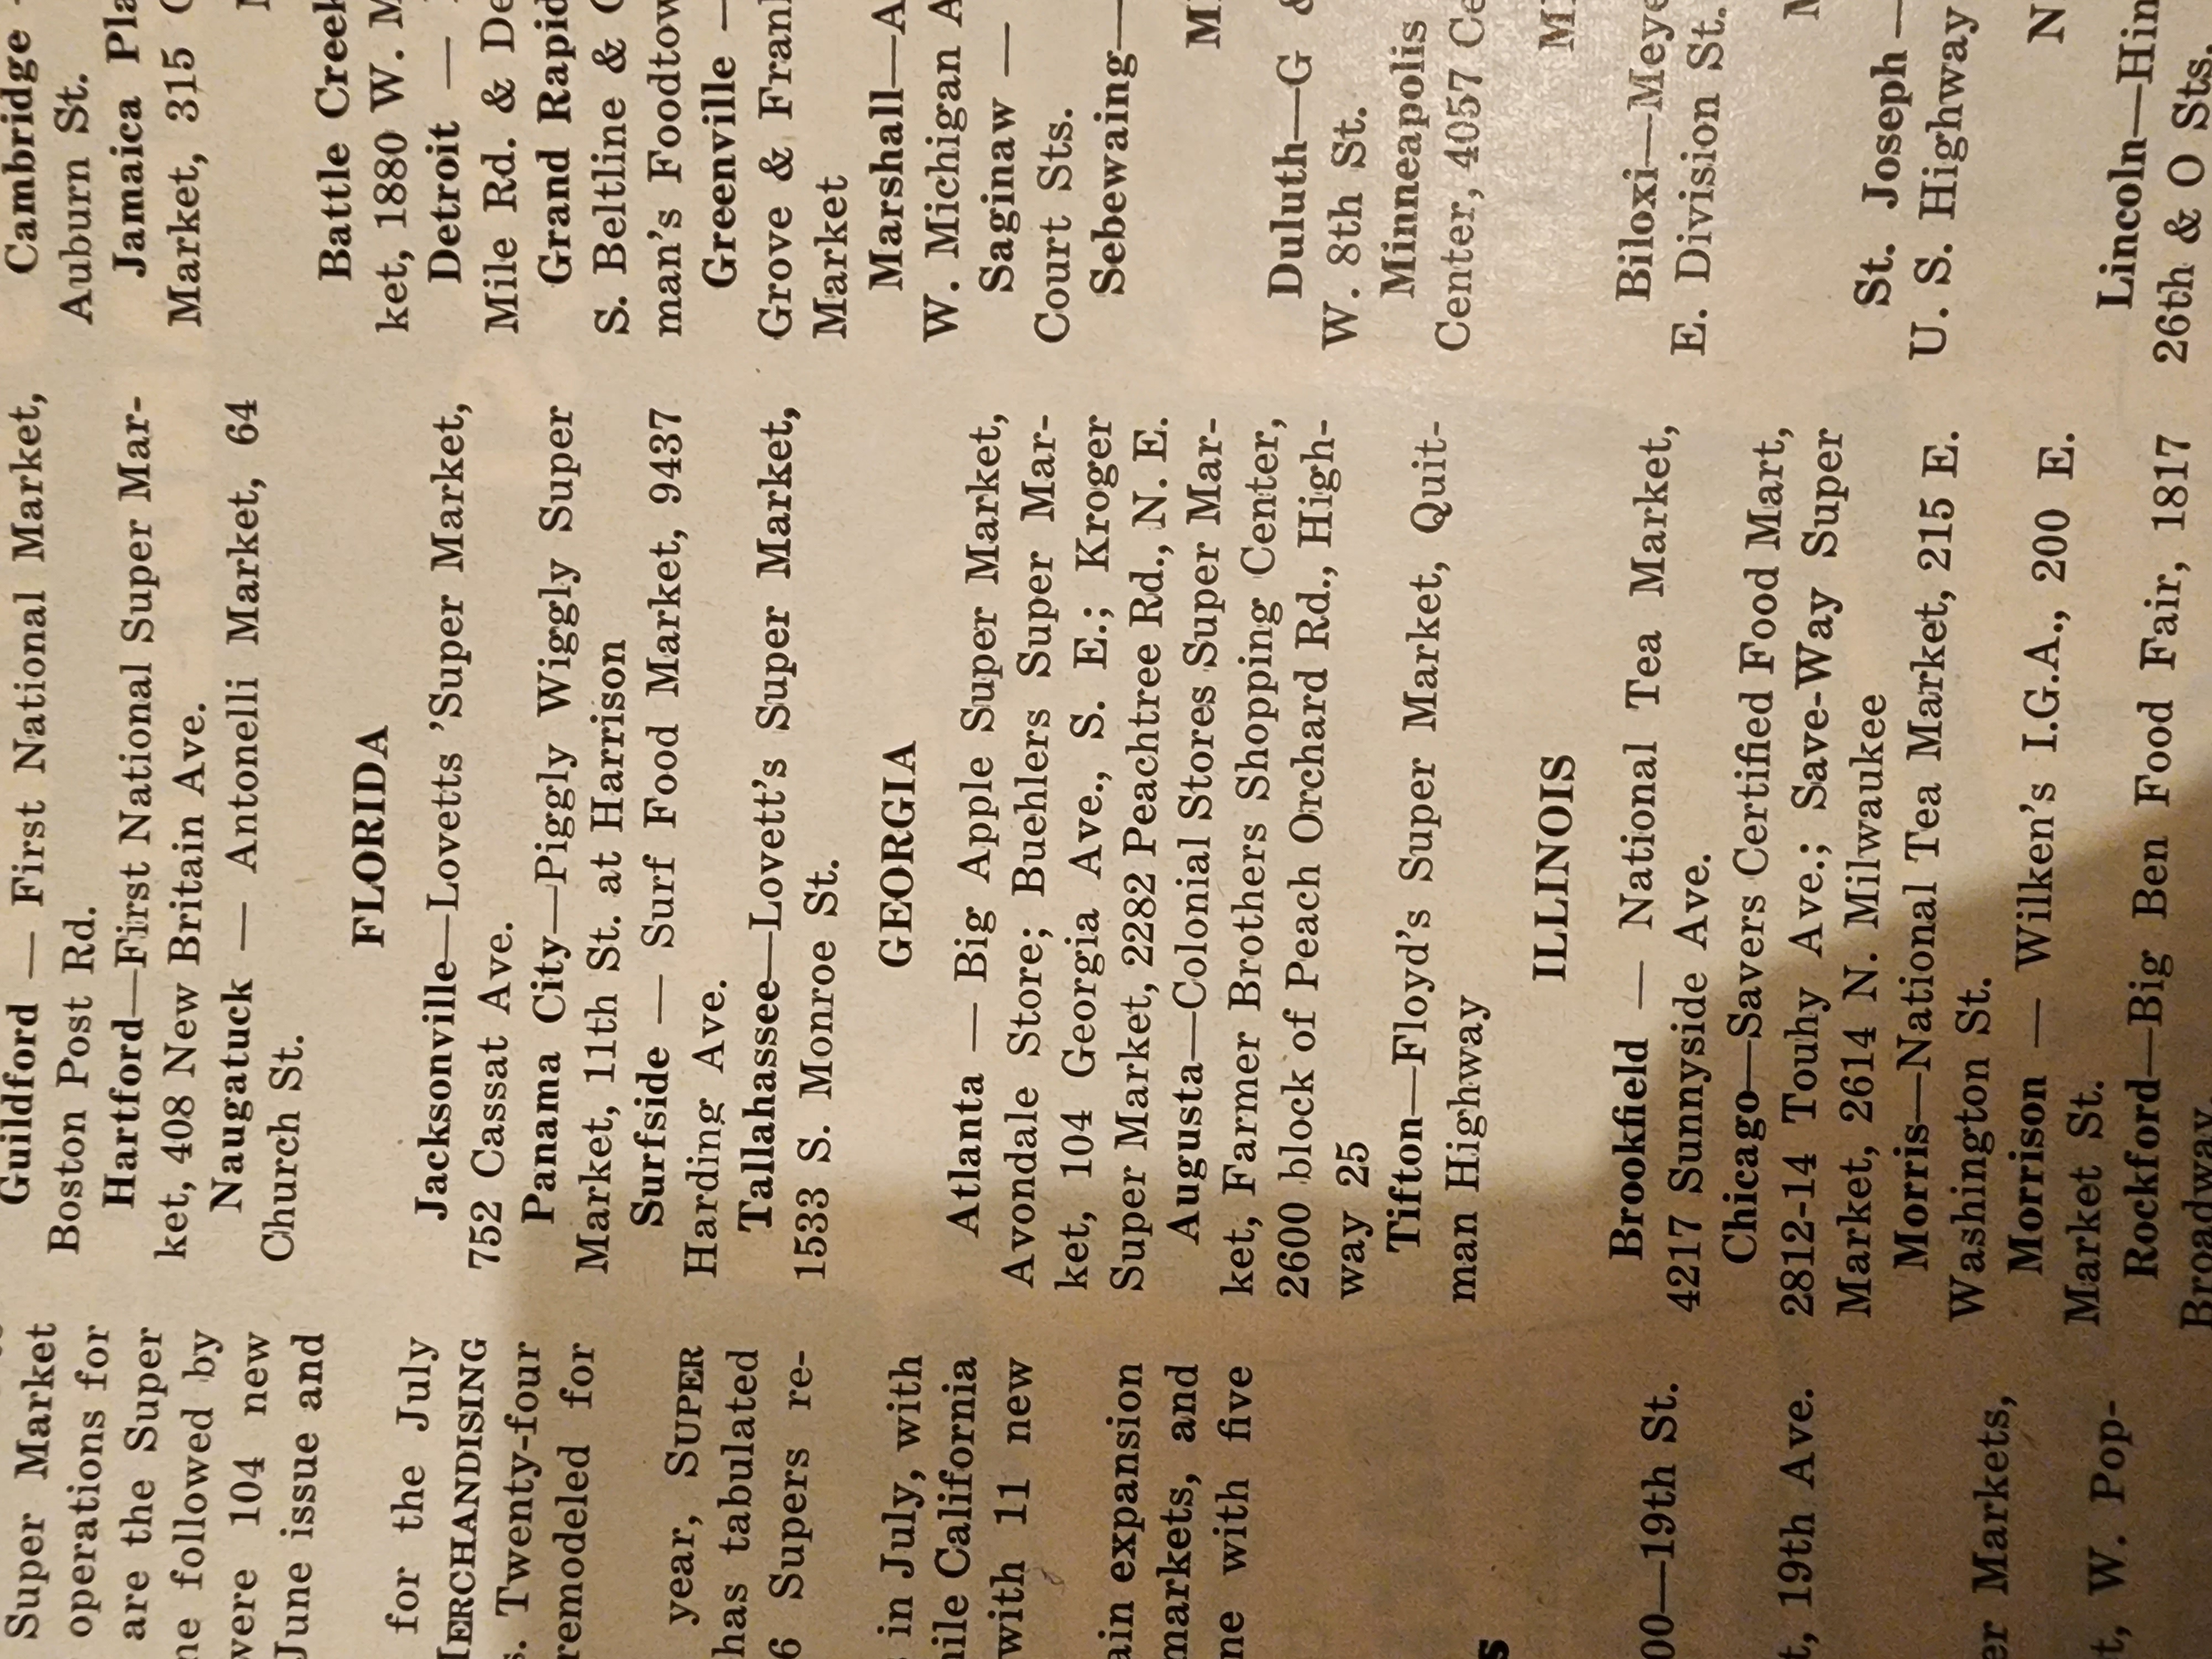 Super Market
operations for
are the Super
followed by
were 104 new
June issue and
for the July
MERCHANDISING
Twenty-four
remodeled for
year, SUPER
has tabulated
6 Supers re-
in July, with
California
with 11 new
expansion
markets, and
with five
00—19th St.
19th Ave.
Markets,
W. Pop-
Guildford — First National Market,
Boston Post Rd.
Hartford—First National Super Mar-
ket, 408 New Britain Ave.
Naugatuck — Antonelli Market, 64
Church St.
FLORIDA
Jacksonville—Lovetts 'Super Market,
752 Cassat Ave.
Panama City—Piggly Wiggly Super
Market, 11th St. at Harrison
Surfside — Surf Food Market, 9437
Harding Ave.
Tallahassee—Lovett's Super Market,
1533 S. Monroe St.
GEORGIA
Atlanta — Big Apple Super Market,
Avondale Store; Buehlers Super Mar-
ket, 104 Georgia Ave., S. E.; Kroger
Super Market, 2282 Peachtree Rd., N. E.
Augusta—Colonial Stores Super Mar-
ket, Farmer Brothers Shopping Center,
2600 block of Peach Orchard Rd., High-
way 25
Tifton—Floyd's Super Market, Quit-
man Highway
ILLINOIS
Brookfield — National Tea Market,
4217 Sunnyside Ave.
Chicago—Savers Certified Food Mart,
2812-14 Touhy Ave.; Save-Way Super
Market, 2614 N. Milwaukee
Morris—National Tea Market, 215 E.
Washington St.
Morrison — Wilken's I.G.A., 200 E.
Market St.
Rockford—Big Ben Food Fair, 1817
Broadway.
Cambridge
Auburn St.
Jamaica
Market, 315
Battle Creek
ket, 1880 W.
Detroit —
Mile Rd. &
Grand Rapid
S. Beltline &
man's Foodtow
Greenville —
Grove & Frank
Market
Marshall—A
W. Michigan A
Saginaw —
Court Sts.
Sebewaing—
Duluth—G &
W. 8th St.
Minneapolis
Center, 4057
Biloxi—Meye
E. Division St.
St. Joseph —
U. S. Highway
Lincoln—Hin
26th & O Sts.